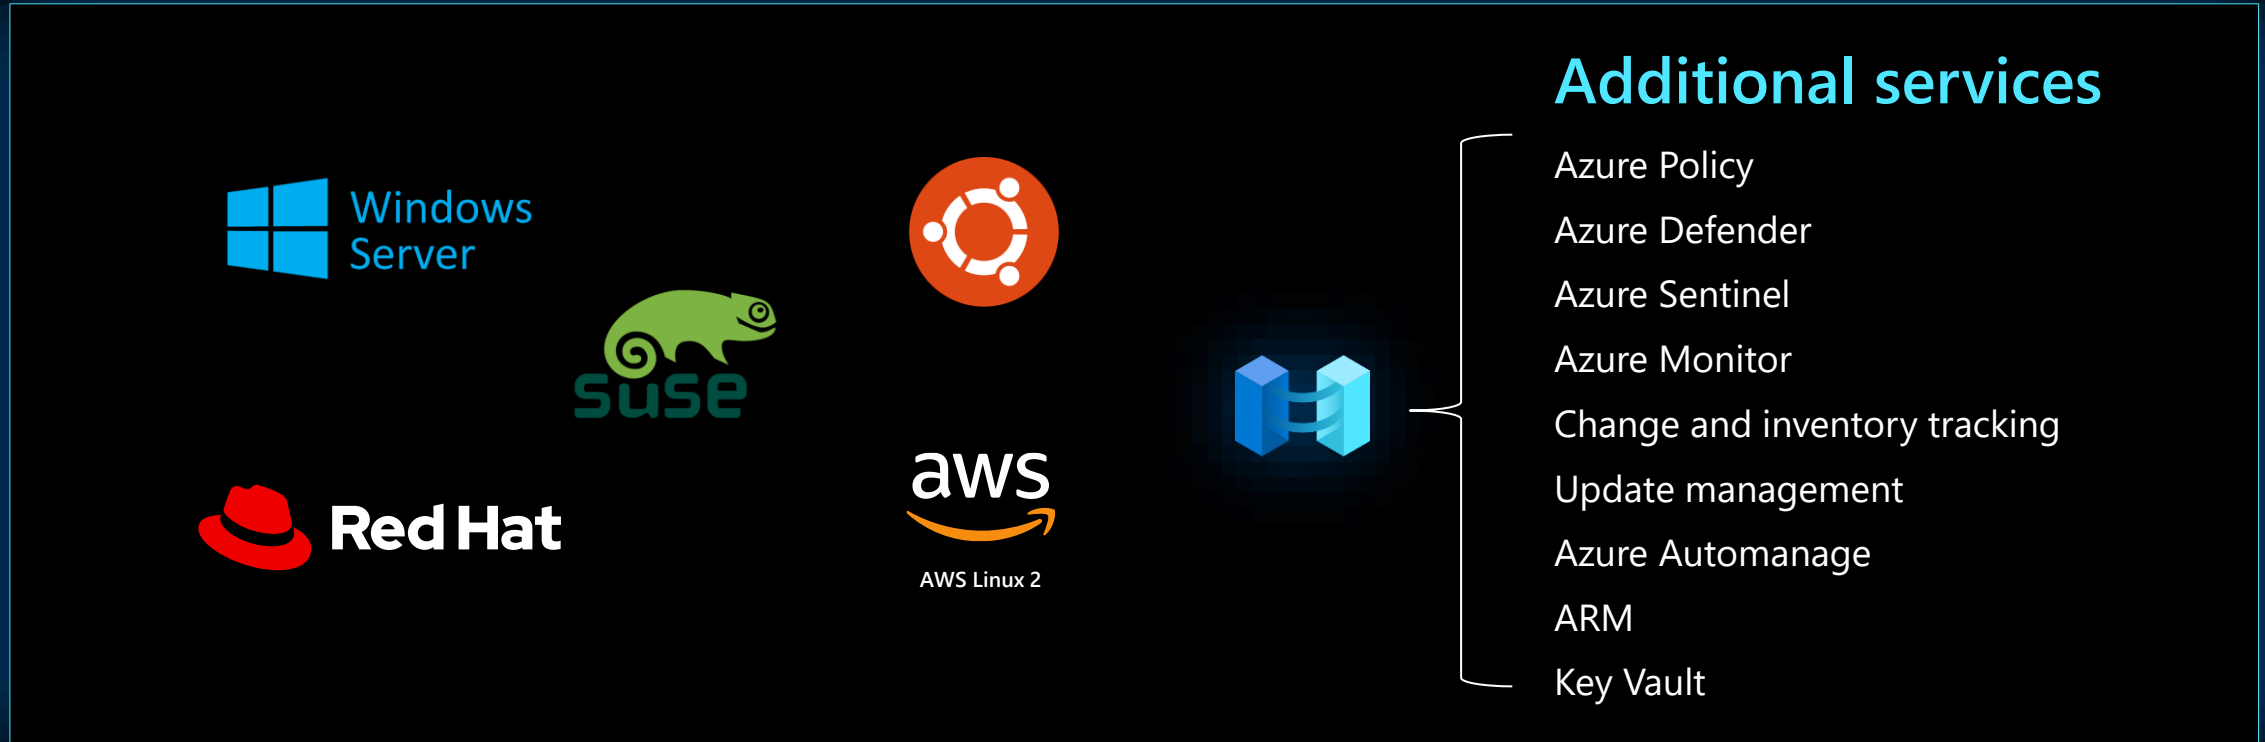 Additional services
Windows
Server
suse
Red Hat
aws
AWS Linux 2
Azure Policy
Azure Defender
Azure Sentinel
Azure Monitor
Change and inventory tracking
Update management
Azure Automanage
ARM
Key Vault